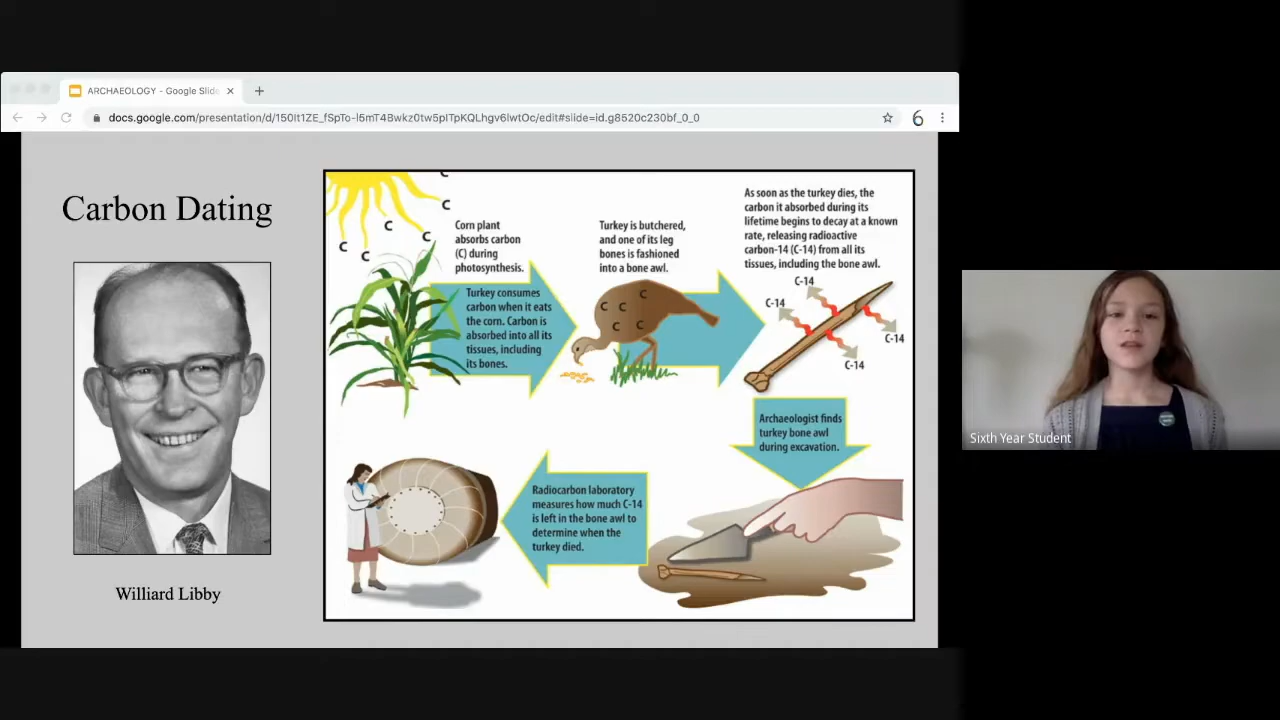 ARCHAEOLOGY - Google Slide
docs.google.com/presentation/d/150It1ZE_fSpTo-l5mT4Bwkz0tw5pITpKQLhgv6lwtOc/edit#slide=id.g8520c230bf_0_0
6
Carbon Dating
Williard Libby
C
C
C
C
C
C
Corn plant
absorbs carbon
(C) during
photosynthesis.
Turkey consumes
carbon when it eats
the corn. Carbon is
absorbed into all its
tissues, including
its bones.
Turkey is butchered,
and one of its leg
bones is fashioned
into a bone awl.
C
C
C
C
C
As soon as the turkey dies, the
carbon it absorbed during its
lifetime begins to decay at a known
rate, releasing radioactive
carbon-14 (C-14) from all its
tissues, including the bone awl.
C-14
C-14
C-14
C-14
Archaeologist finds
turkey bone awl
during excavation.
Radiocarbon laboratory
measures how much C-14
is left in the bone awl to
determine when the
turkey died.
Sixth Year Student